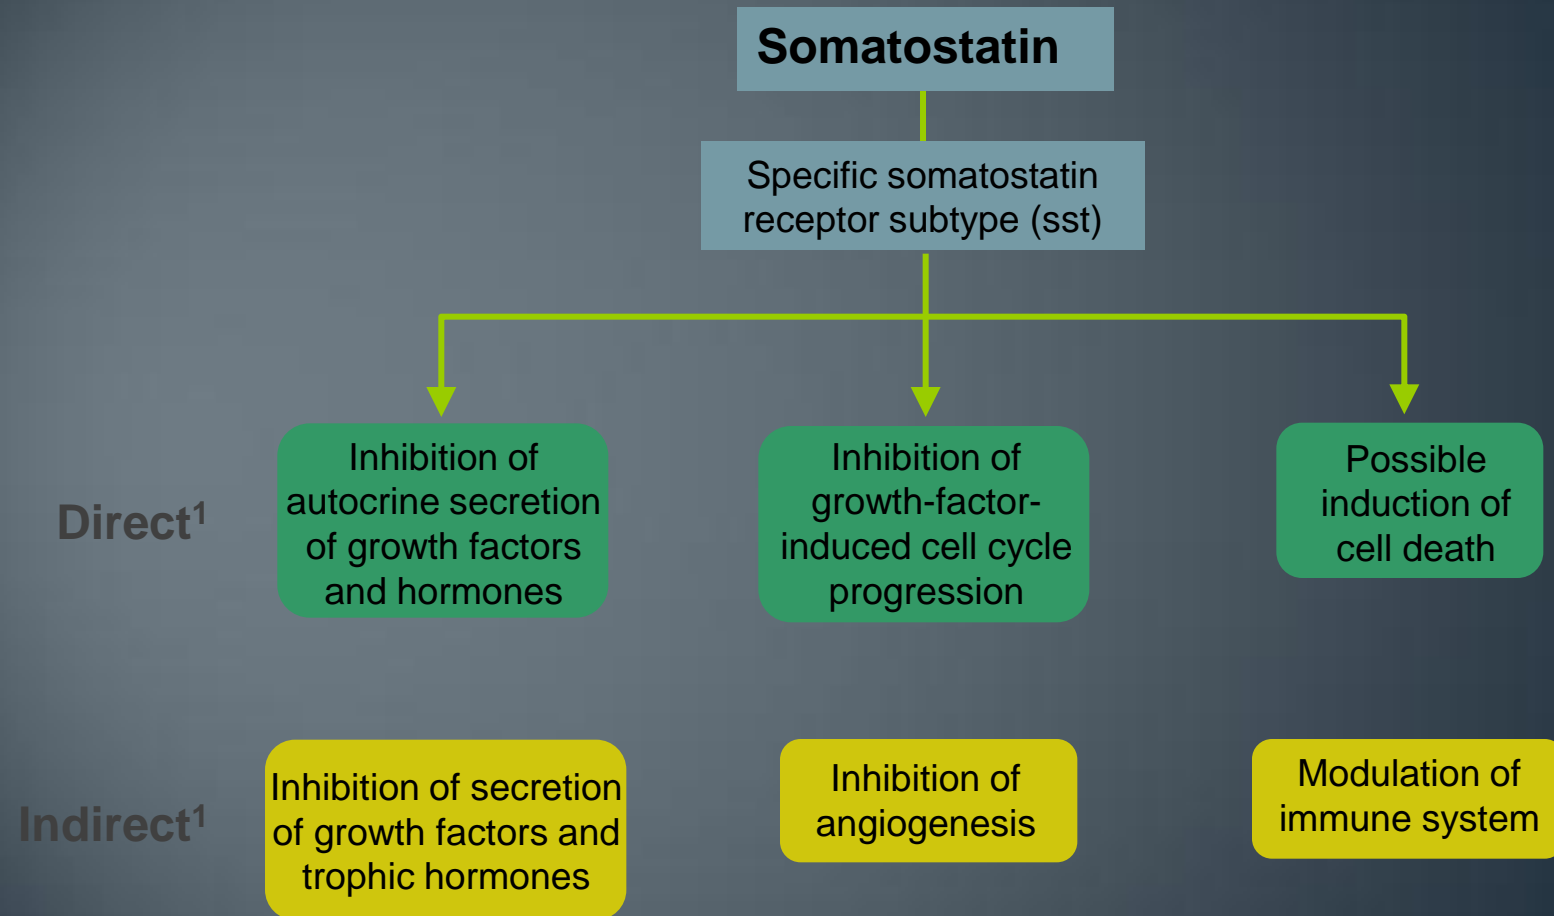 Somatostatin
Specific somatostatin
receptor subtype (sst)
Direct¹
Inhibition of
autocrine secretion
of growth factors
and hormones
Inhibition of
growth-factor-
induced cell cycle
progression
Possible
induction of
cell death
Indirect¹
Inhibition of secretion
of growth factors and
trophic hormones
Inhibition of
angiogenesis
Modulation of
immune system